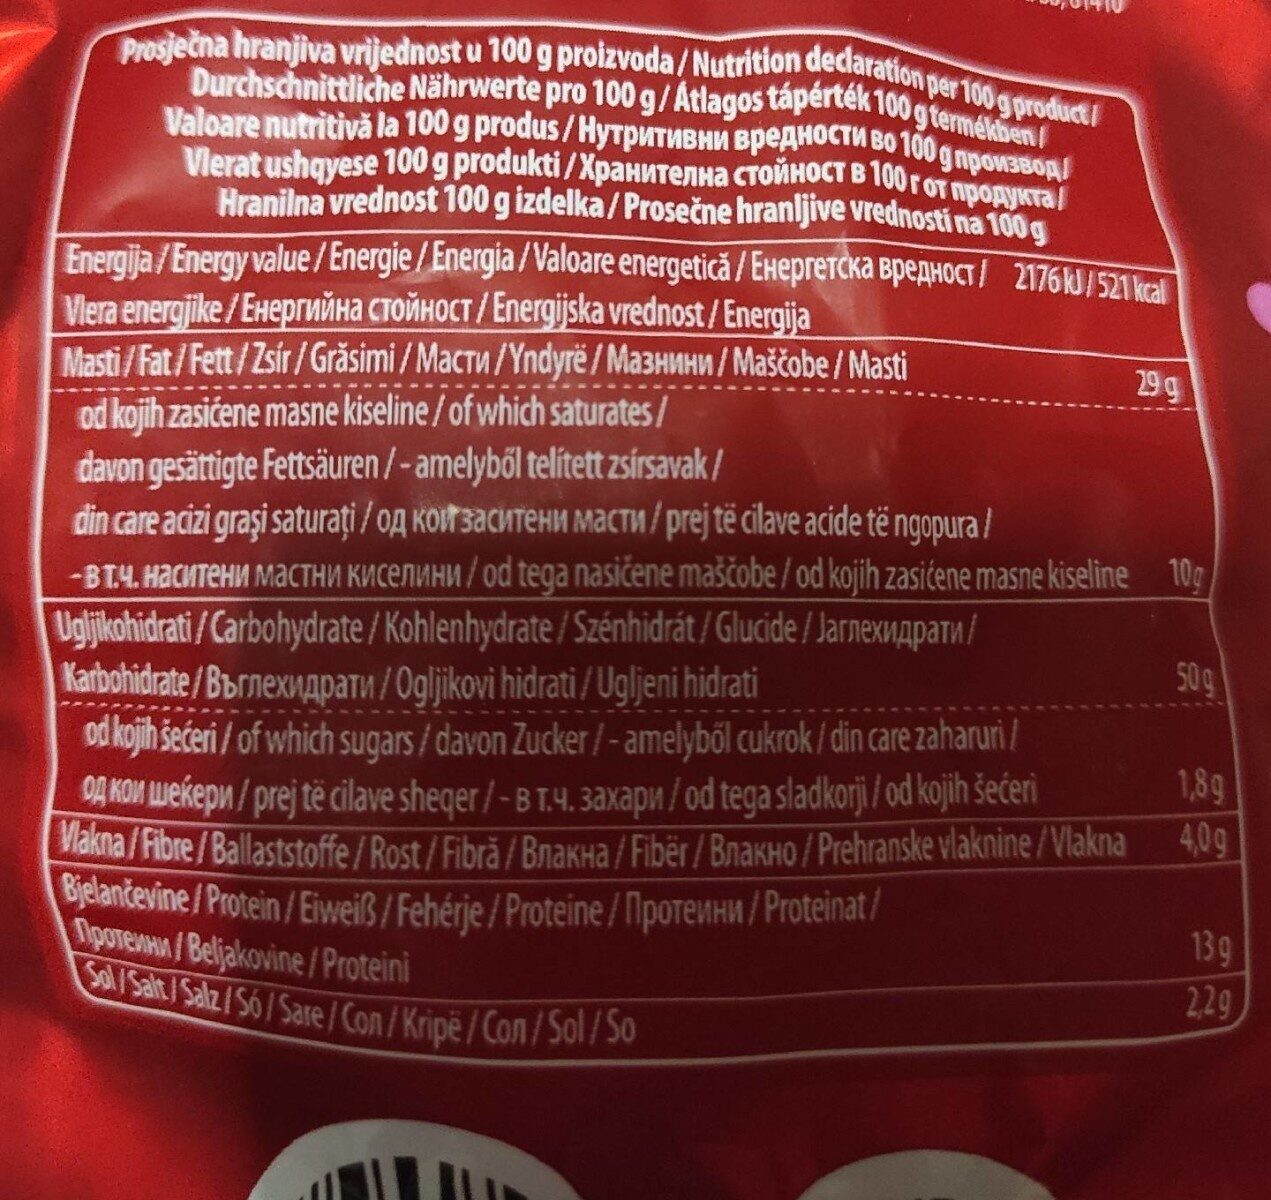 Prosječna hranjiva vrijednost u 100 g proizvoda / Nutrition declaration per 100 g product /
Durchschnittliche Nährwerte pro 100 g / Átlagos tápérték 100 g termékben /
Valoare nutritivă la 100 g produs / Нутритивни вредности во 100 g производ /
Vlerat ushqyese 100 g produkti / Хранителна стойност в 100 г от продукта /
Hranilna vrednost 100 g izdelka / Prosečne hranljive vrednosti na 100 g
Energija / Energy value / Energie / Energia / Valoare energetică / Енергетска вредност / 2176 kJ / 521 kcal
Vlera energjike / Енергийна стойност / Energijska vrednost / Energija
Masti / Fat / Fett / Zsír / Grăsimi / Масти / Yndyrë / Мазнини / Maščobe / Masti 29 g
od kojih zasićene masne kiseline / of which saturates /
davon gesättigte Fettsäuren / - amelyből telített zsírsavak /
din care acizi grași saturați / од кои заситени масти / prej të cilave acide të ngopura /
- в т.ч. наситени мастни киселини / od tega nasičene maščobe / od kojih zasićene masne kiseline 10 g
Ugljikohidrati / Carbohydrate / Kohlenhydrate / Szénhidrát / Glucide / Јаглехидрати /
Karbohidrate / Въглехидрати / Ogljikovi hidrati / Ugljeni hidrati 50 g
od kojih šećeri / of which sugars / davon Zucker / - amelyből cukrok / din care zaharuri /
од кои шеќери / prej të cilave sheqer / - в т.ч. захари / od tega sladkorji / od kojih šećeri 1,8 g
Vlakna / Fibre / Ballaststoffe / Rost / Fibră / Влакна / Fibër / Влакно / Prehranske vlaknine / Vlakna 4,0 g
Bjelančevine / Protein / Eiweiß / Fehérje / Proteine / Протеини / Proteinat /
Протеини / Beljakovine / Proteini 13 g
Sol / Salt / Salz / Só / Sare / Сол / Kripë / Сол / Sol / So 2,2 g